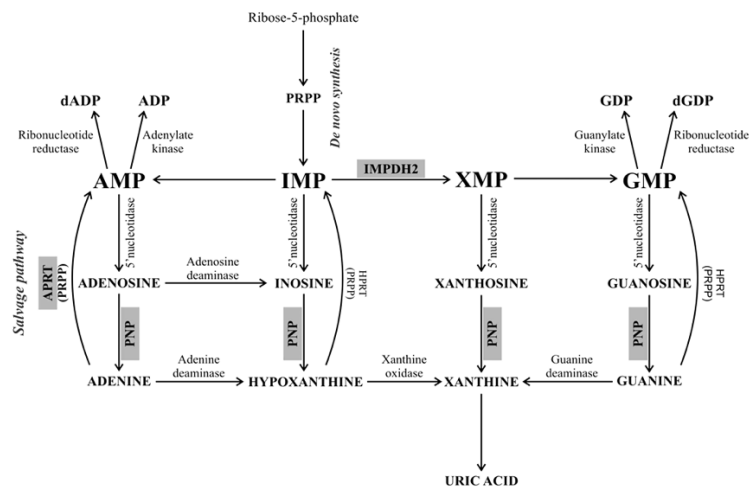 Ribose-5-phosphate
De novo synthesis
PRPP
dADP
ADP
GDP
dGDP
Ribonucleotide
reductase
Adenylate
kinase
Guanylate
kinase
Ribonucleotide
reductase
AMP
IMP
IMPDH2
XMP
GMP
5'nucleotidase
5'nucleotidase
5'nucleotidase
5'nucleotidase
Salvage pathway
APRT
(PRPP)
HPRT
(PRPP)
HPRT
(PRPP)
ADENOSINE
Adenosine
deaminase
INOSINE
XANTHOSINE
GUANOSINE
PNP
PNP
PNP
PNP
ADENINE
Adenine
deaminase
HYPOXANTHINE
Xanthine
oxidase
XANTHINE
Guanine
deaminase
GUANINE
URIC ACID